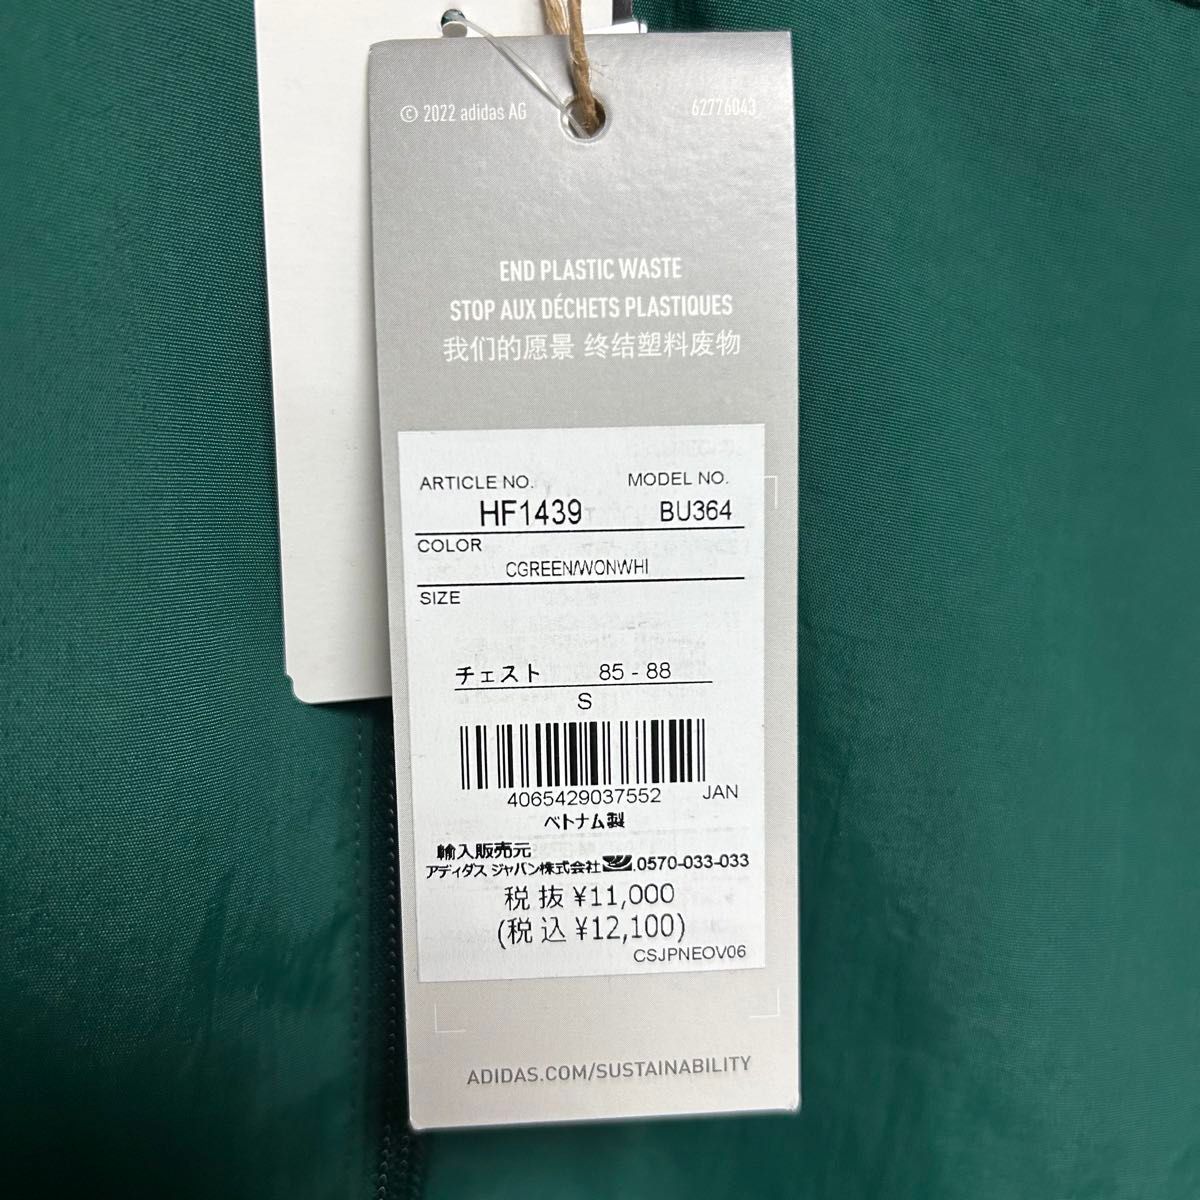 © 2022 adidas AG 62776043
END PLASTIC WASTE
STOP AUX DÉCHETS PLASTIQUES
我们的愿景 终结塑料废物
ARTICLE NO. MODEL NO.
HF1439 BU364
COLOR
CGREEN/WONWHI
SIZE
チェスト 85 - 88
S
4065429037552 JAN
ベトナム製
輸入販売元
アディダス ジャパン株式会社 .0570-033-033
税 抜 ¥11,000
(税 込 ¥12,100)
CSJPNEOV06
ADIDAS.COM/SUSTAINABILITY